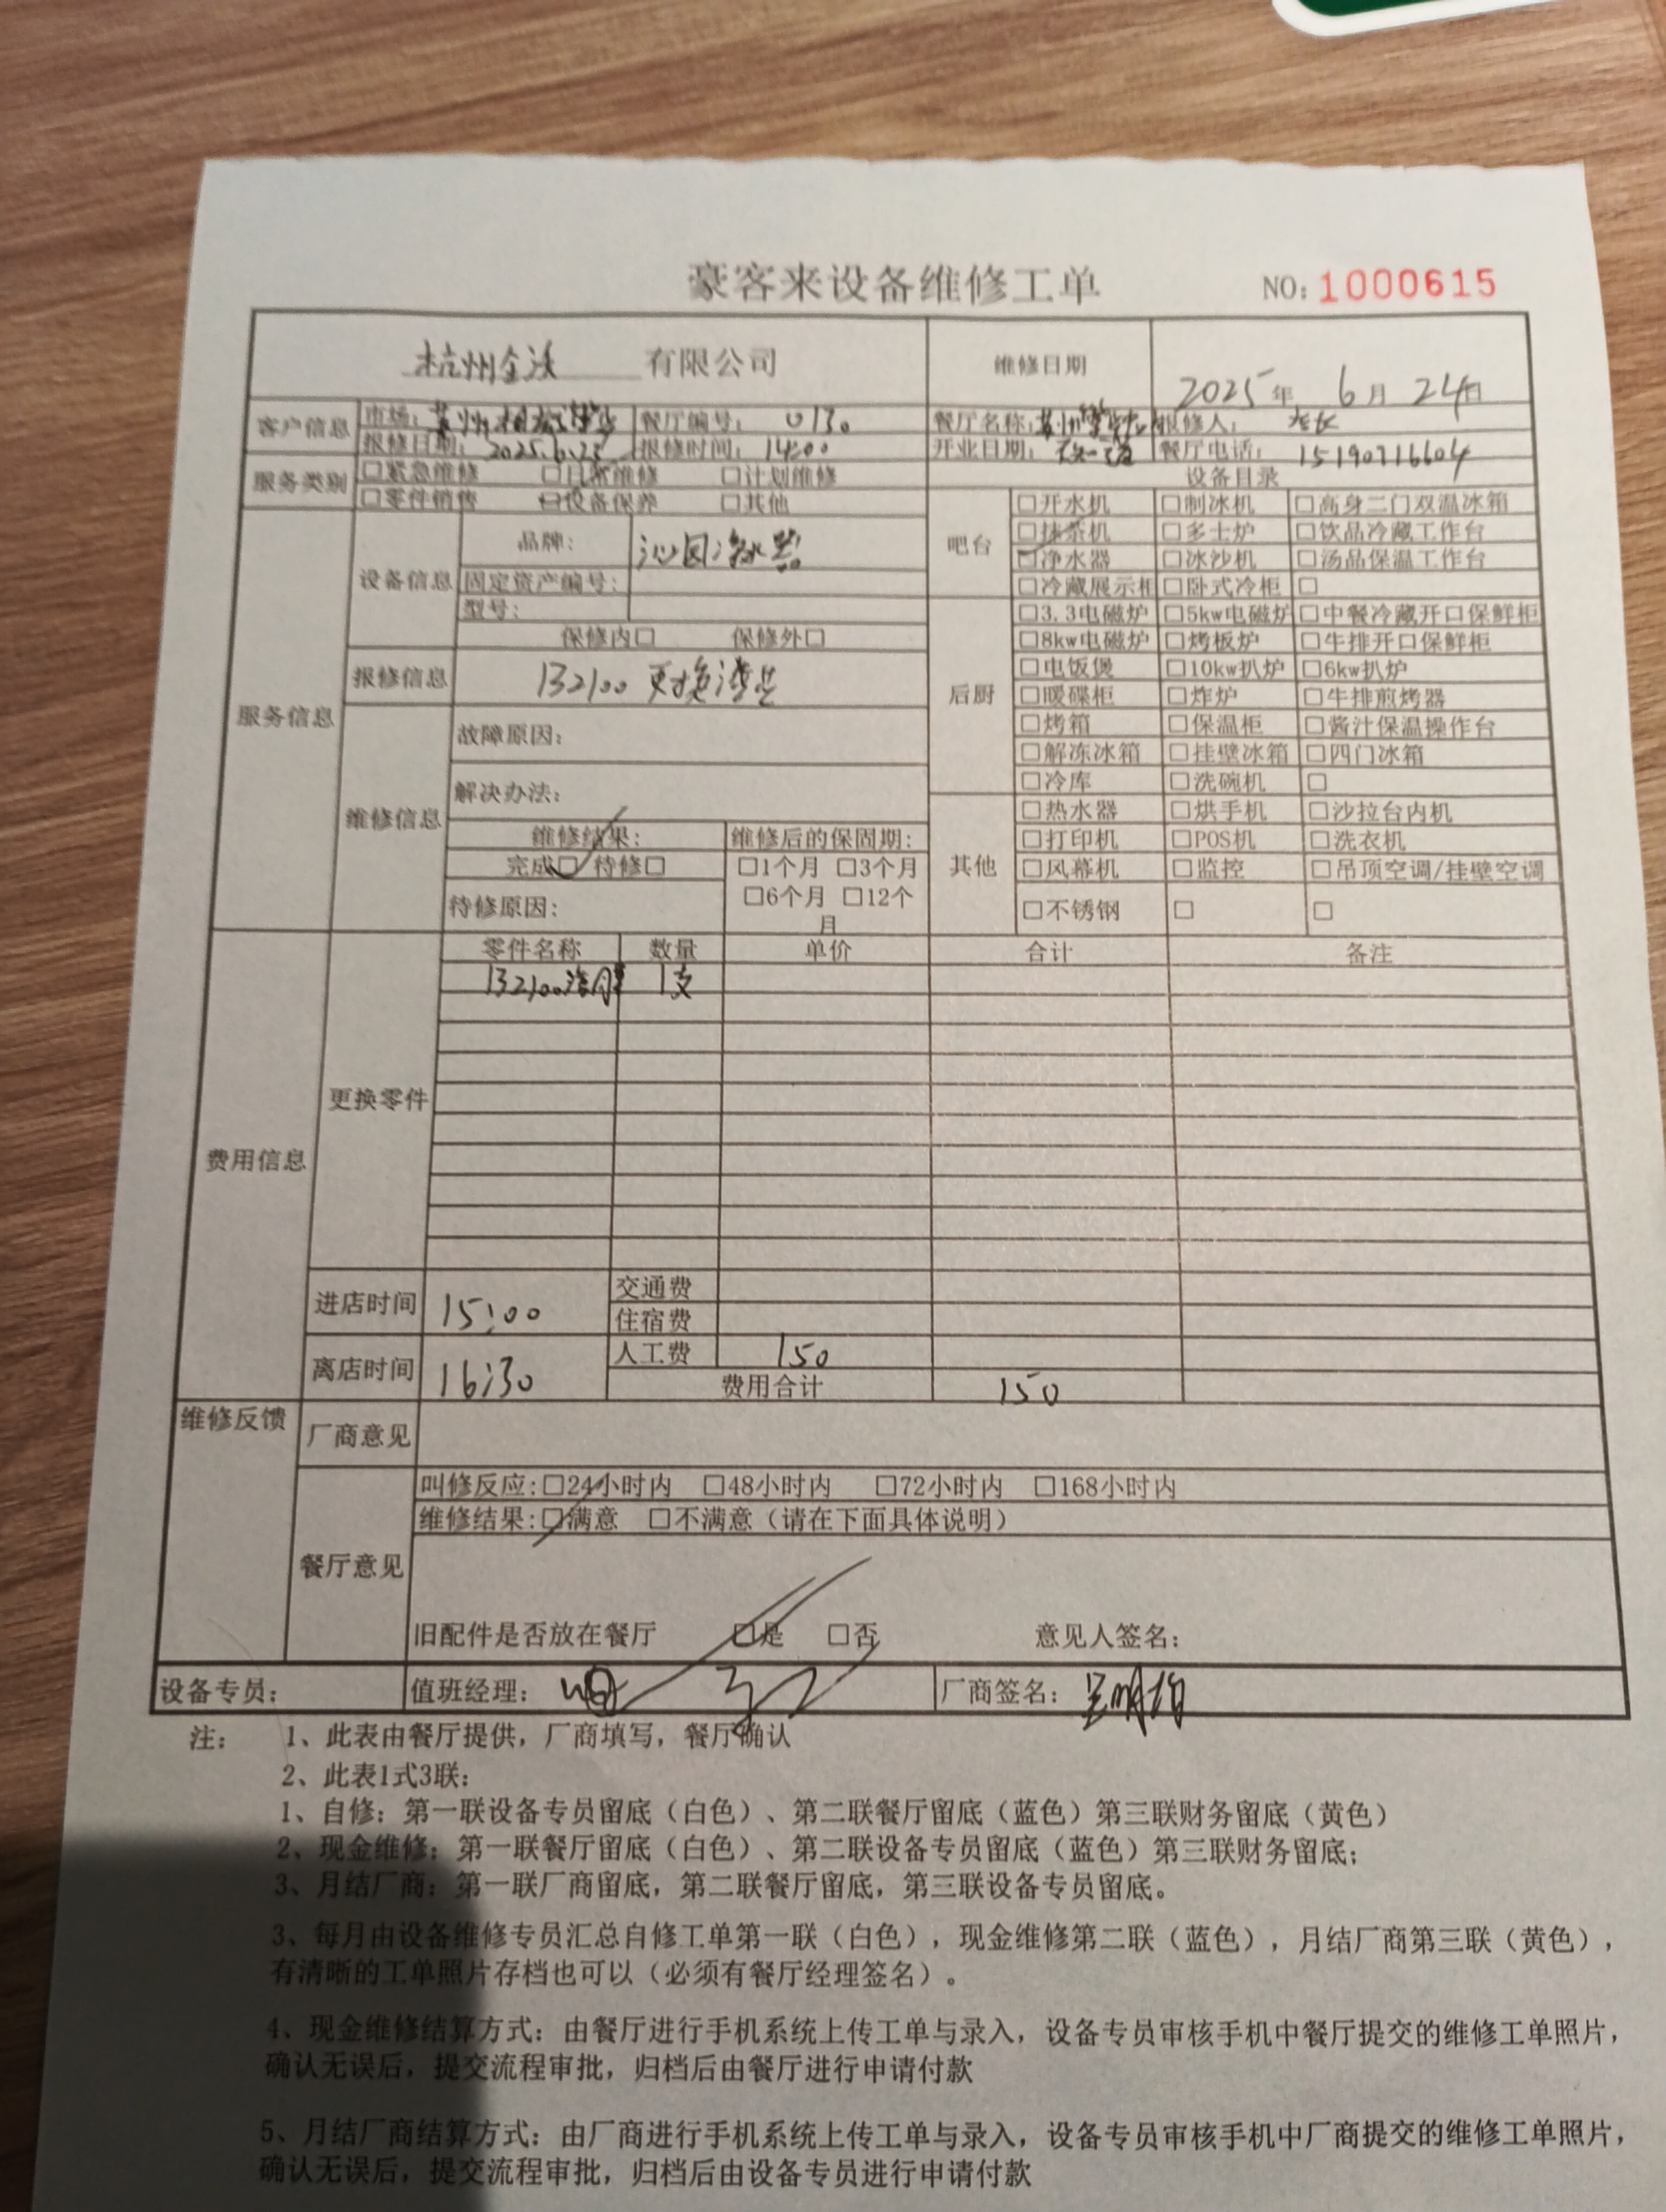 豪客来设备维修工单 NO:1000615
杭州全沃 有限公司 维修日期 2025年 6月 24日
客户信息 市场: 苏州 餐厅编号: 0130 餐厅名称: 苏州 报修人: 店长
报修日期: 2025.6.23 报修时间: 14:00 开业日期: 餐厅电话: 15190716604
服务类别 □紧急维修 □日常维修 □计划维修 设备目录
□零件销售 □设备保养 □其他
吧台 □开水机 □制冰机 □高身二门双温冰箱
□抹茶机 □多士炉 □饮品冷藏工作台
□净水器 □冰沙机 □汤品保温工作台
□冷藏展示柜 □卧式冷柜 □
服务信息 设备信息 品牌: 沁园净水器
固定资产编号:
型号:
保修内□ 保修外□
报修信息 132100 更换滤芯
后厨 □3.3电磁炉 □5kw电磁炉 □中餐冷藏开口保鲜柜
□8kw电磁炉 □烤板炉 □牛排开口保鲜柜
□电饭煲 □10kw扒炉 □6kw扒炉
□暖碟柜 □炸炉 □牛排煎烤器
□烤箱 □保温柜 □酱汁保温操作台
□解冻冰箱 □挂壁冰箱 □四门冰箱
□冷库 □洗碗机 □
维修信息 故障原因:
解决办法:
维修结果: 维修后的保固期:
完成□ 待修□ □1个月 □3个月
待修原因: □6个月 □12个
月
其他 □热水器 □烘手机 □沙拉台内机
□打印机 □POS机 □洗衣机
□风幕机 □监控 □吊顶空调/挂壁空调
□不锈钢 □ □
费用信息 更换零件 零件名称 数量 单价 合计 备注
132100 1支
进店时间 15:00 交通费
住宿费
离店时间 16:30 人工费 150
费用合计 150
维修反馈 厂商意见
餐厅意见 叫修反应:□24小时内 □48小时内 □72小时内 □168小时内
维修结果:□满意 □不满意（请在下面具体说明）
旧配件是否放在餐厅 □是 □否 意见人签名:
设备专员: 值班经理: 厂商签名:
注: 1、此表由餐厅提供，厂商填写，餐厅确认
2、此表1式3联:
1、自修: 第一联设备专员留底（白色）、第二联餐厅留底（蓝色）第三联财务留底（黄色）
2、现金维修: 第一联餐厅留底（白色）、第二联设备专员留底（蓝色）第三联财务留底;
3、月结厂商: 第一联厂商留底，第二联餐厅留底，第三联设备专员留底。
3、每月由设备维修专员汇总自修工单第一联（白色），现金维修第二联（蓝色），月结厂商第三联（黄色），
有清晰的工单照片存档也可以（必须有餐厅经理签名）。
4、现金维修结算方式: 由餐厅进行手机系统上传工单与录入，设备专员审核手机中餐厅提交的维修工单照片，
确认无误后，提交流程审批，归档后由餐厅进行申请付款
5、月结厂商结算方式: 由厂商进行手机系统上传工单与录入，设备专员审核手机中厂商提交的维修工单照片，
确认无误后，提交流程审批，归档后由设备专员进行申请付款